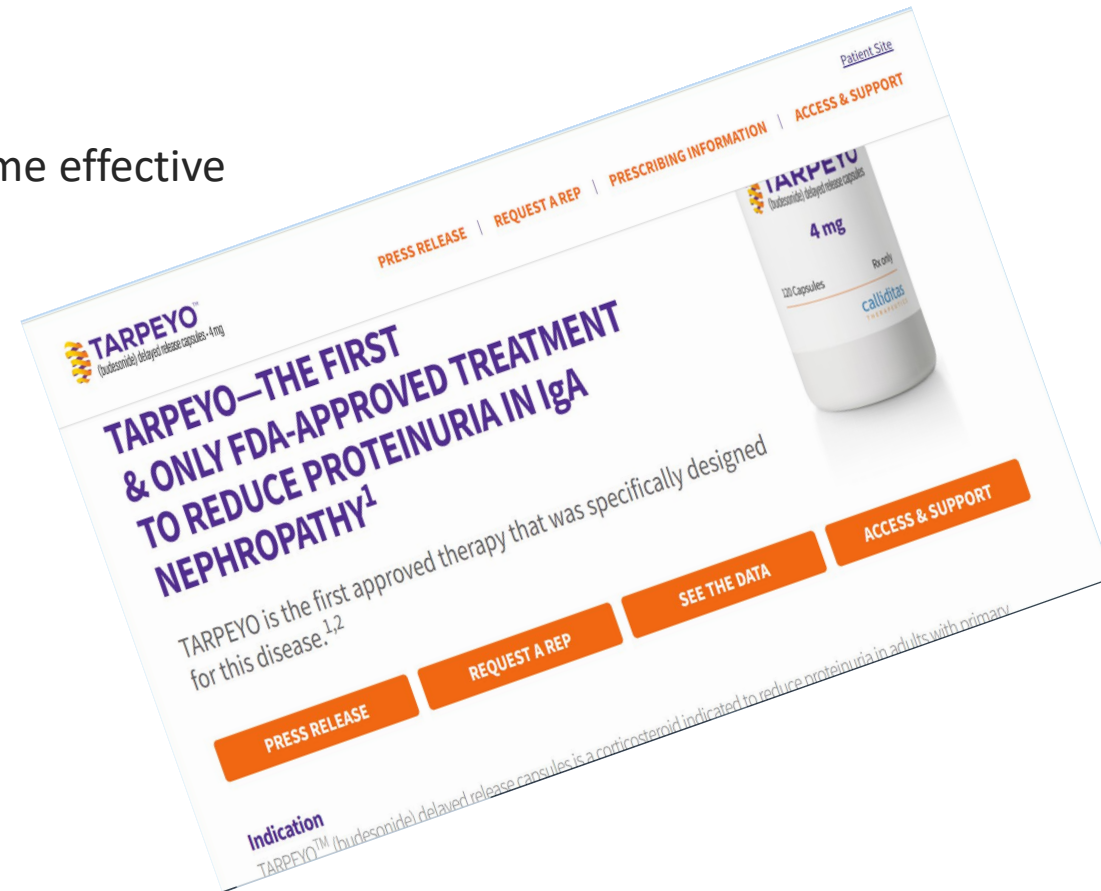 me effective
Patient Site
PRESS RELEASE | REQUEST A REP | PRESCRIBING INFORMATION | ACCESS & SUPPORT
TARPEYO™
(budesonide) delayed release capsules • 4 mg
TARPEYO
(budesonide) delayed release capsules
4 mg
120 Capsules Rx only
calliditas
THERAPEUTICS
TARPEYO—THE FIRST
& ONLY FDA-APPROVED TREATMENT
TO REDUCE PROTEINURIA IN IgA
NEPHROPATHY1
TARPEYO is the first approved therapy that was specifically designed
for this disease.1,2
PRESS RELEASE REQUEST A REP SEE THE DATA ACCESS & SUPPORT
Indication
TARPEYO™ (budesonide) delayed release capsules is a corticosteroid indicated to reduce proteinuria in adults with primary